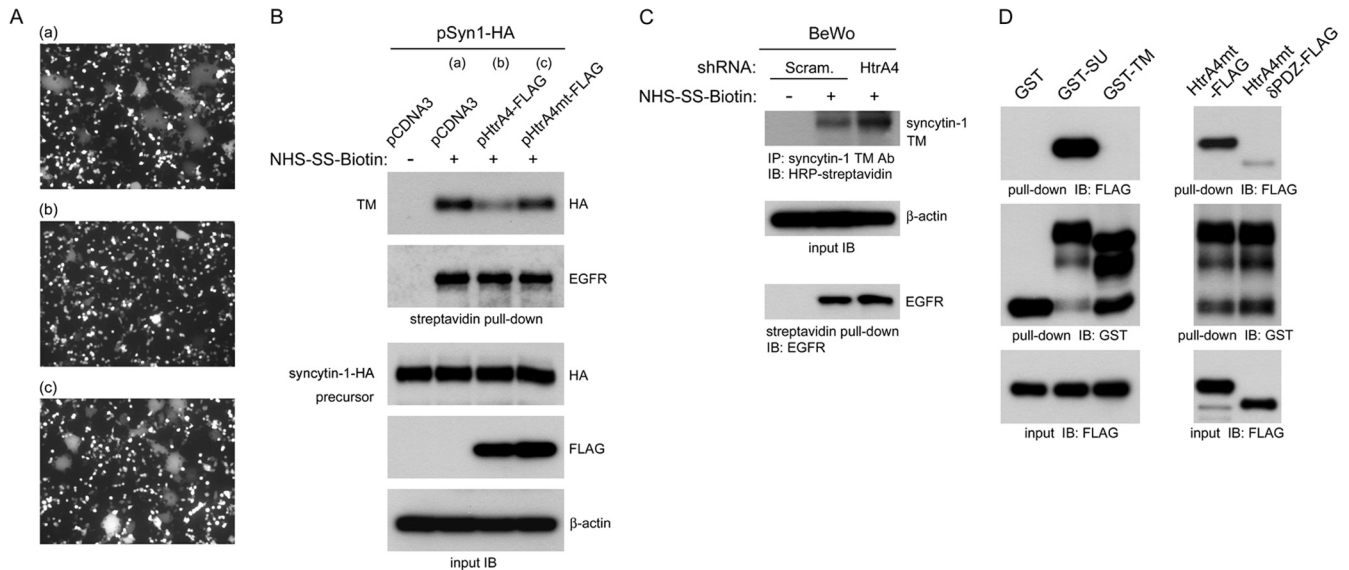 A
(a)
(b)
(c)
B
pSyn1-HA
(a) (b) (c)
pCDNA3 pCDNA3 pHtrA4-FLAG pHtrA4mt-FLAG
NHS-SS-Biotin: - + + +
TM HA
EGFR
streptavidin pull-down
syncytin-1-HA HA
precursor
FLAG
β-actin
input IB
C
BeWo
shRNA: Scram. HtrA4
NHS-SS-Biotin: - + +
syncytin-1
TM
IP: syncytin-1 TM Ab
IB: HRP-streptavidin
β-actin
input IB
EGFR
streptavidin pull-down
IB: EGFR
D
GST GST-SU GST-TM
pull-down IB: FLAG
pull-down IB: GST
input IB: FLAG
HtrA4mt
-FLAG
HtrA4mt
δPDZ-FLAG
pull-down IB: FLAG
pull-down IB: GST
input IB: FLAG